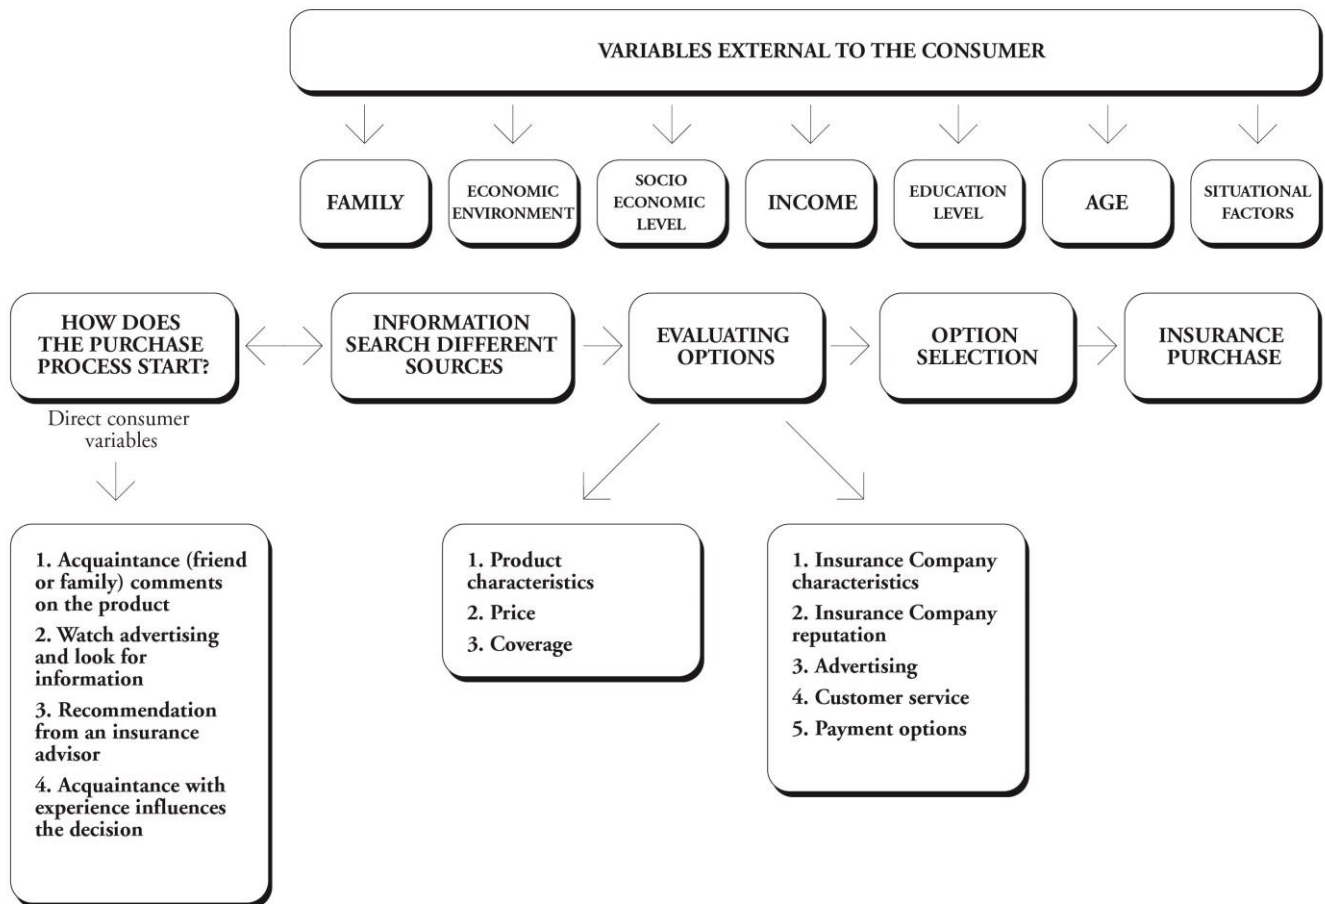 VARIABLES EXTERNAL TO THE CONSUMER
FAMILY
ECONOMIC
ENVIRONMENT
SOCIO
ECONOMIC
LEVEL
INCOME
EDUCATION
LEVEL
AGE
SITUATIONAL
FACTORS
HOW DOES
THE PURCHASE
PROCESS START?
INFORMATION
SEARCH DIFFERENT
SOURCES
EVALUATING
OPTIONS
OPTION
SELECTION
INSURANCE
PURCHASE
Direct consumer
variables
1. Acquaintance (friend
or family) comments
on the product
2. Watch advertising
and look for
information
3. Recommendation
from an insurance
advisor
4. Acquaintance with
experience influences
the decision
1. Product
characteristics
2. Price
3. Coverage
1. Insurance Company
characteristics
2. Insurance Company
reputation
3. Advertising
4. Customer service
5. Payment options